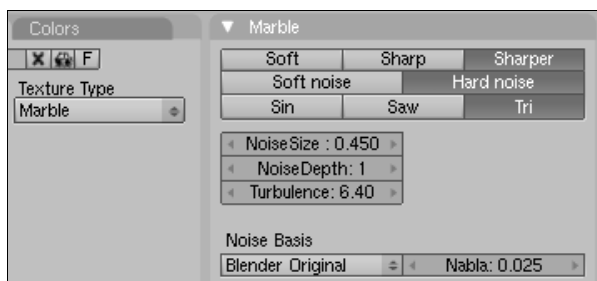 Colors
F
Texture Type
Marble
Marble
Soft Sharp Sharper
Soft noise Hard noise
Sin Saw Tri
NoiseSize : 0.450
NoiseDepth: 1
Turbulence: 6.40
Noise Basis
Blender Original Nabla: 0.025